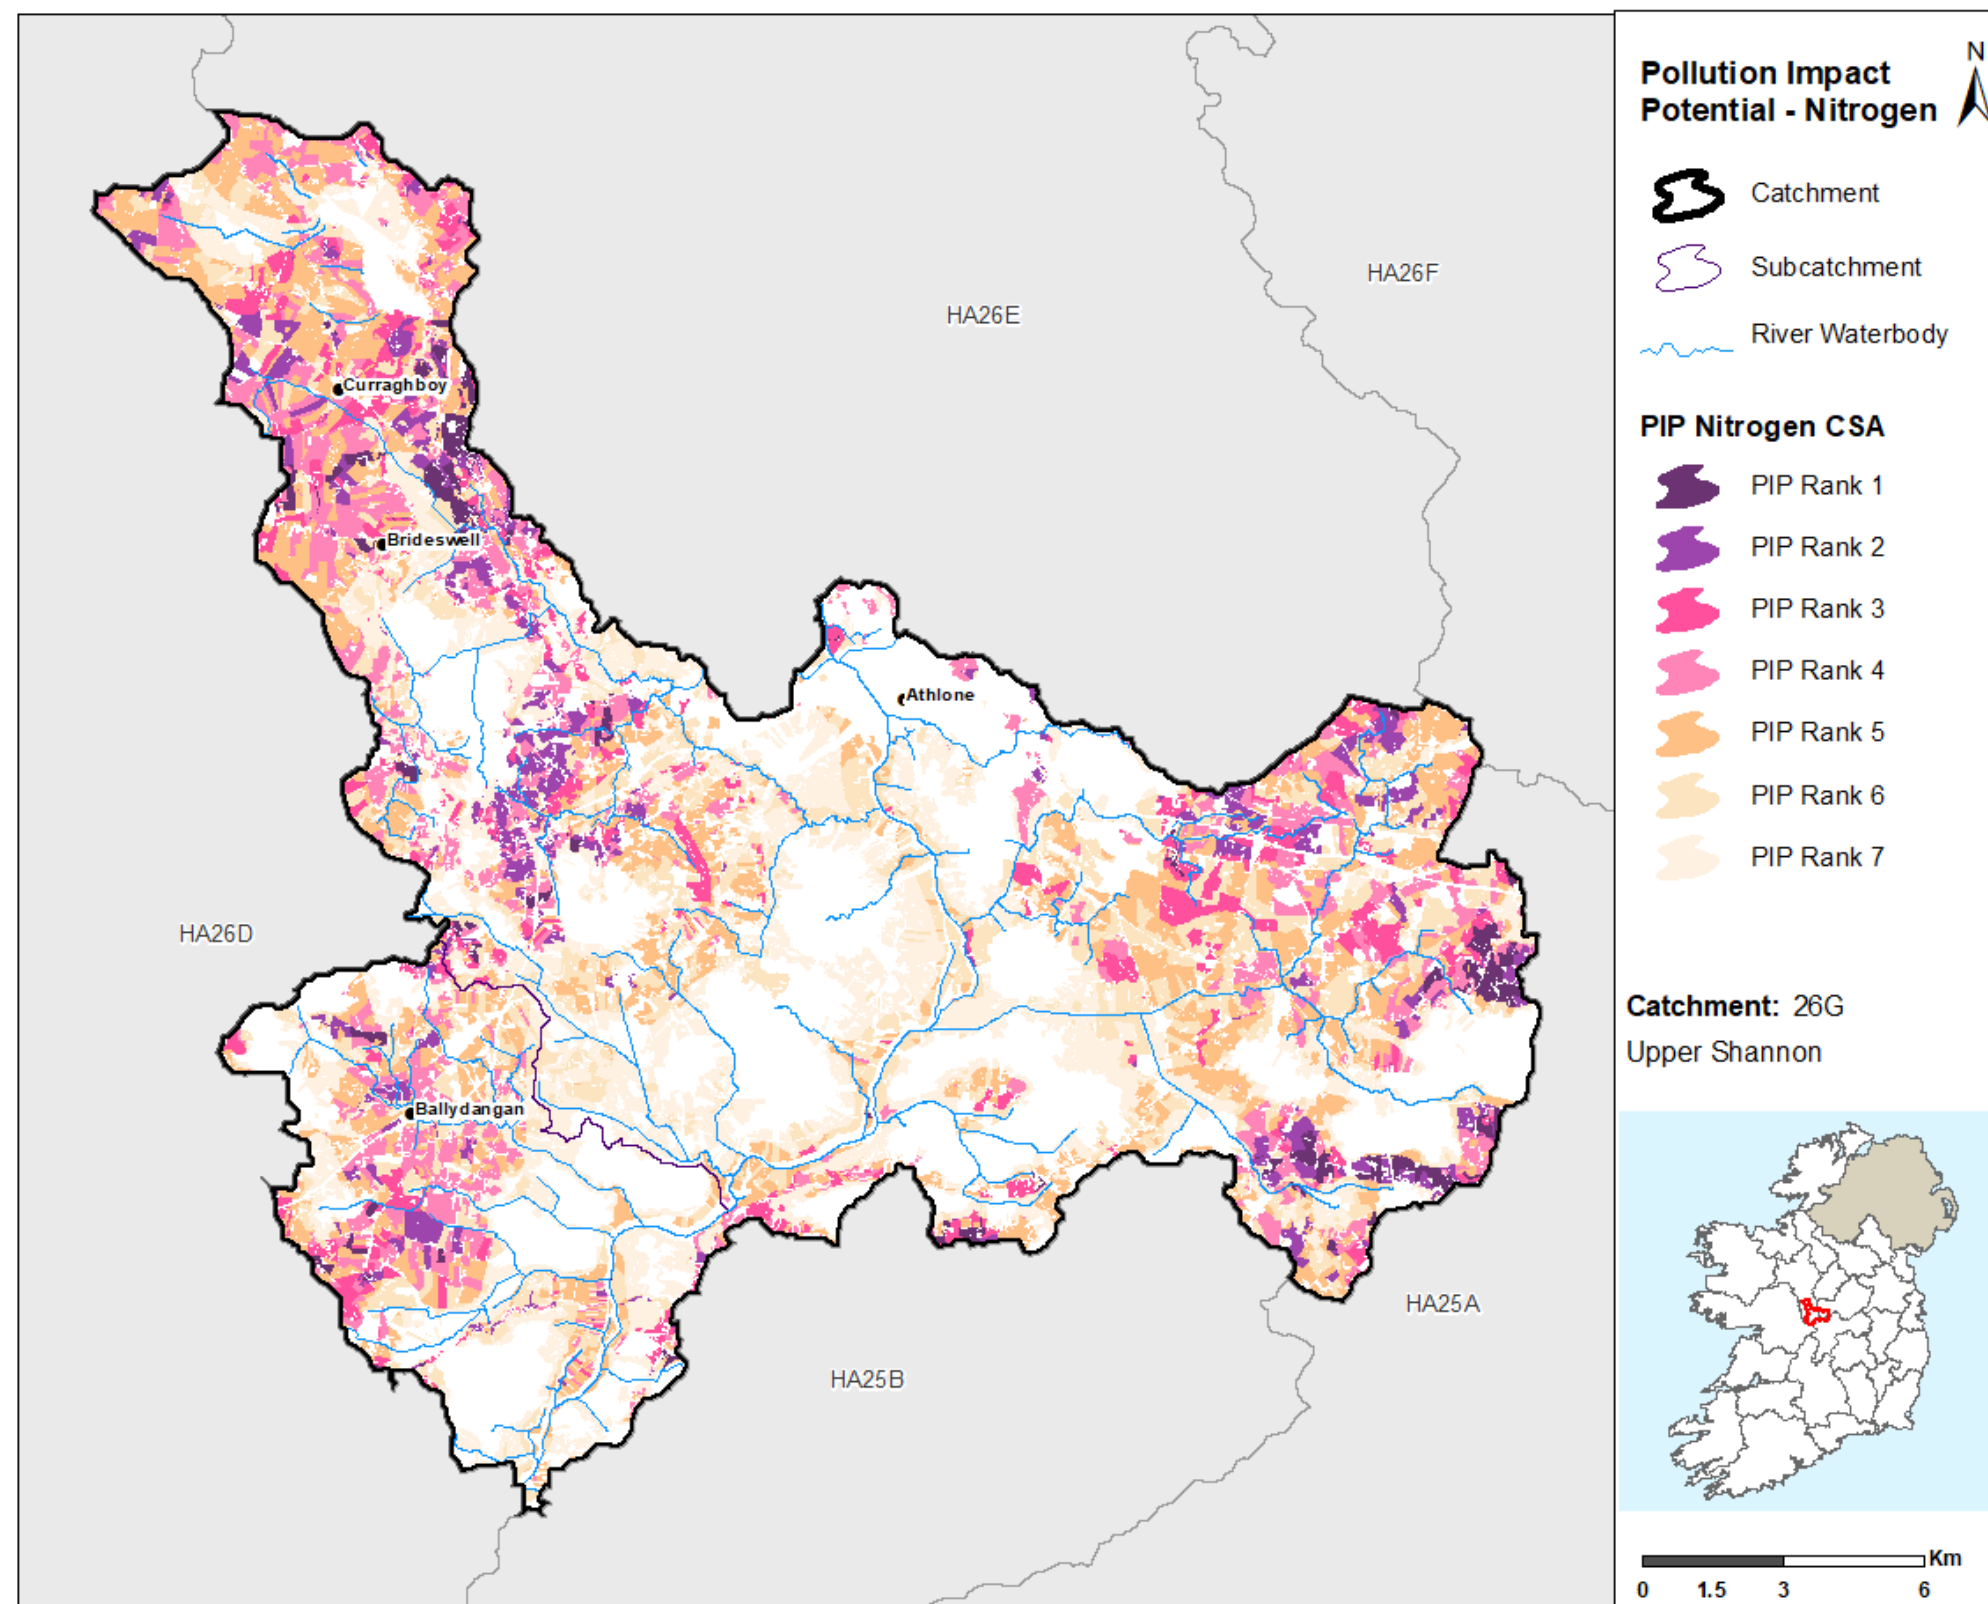 HA26E
HA26F
Curraghboy
Brideswell
Athlone
HA26D
Ballydangan
HA25A
HA25B
Pollution Impact
Potential - Nitrogen
N
Catchment
Subcatchment
River Waterbody
PIP Nitrogen CSA
PIP Rank 1
PIP Rank 2
PIP Rank 3
PIP Rank 4
PIP Rank 5
PIP Rank 6
PIP Rank 7
Catchment: 26G
Upper Shannon
Km
0 1.5 3 6